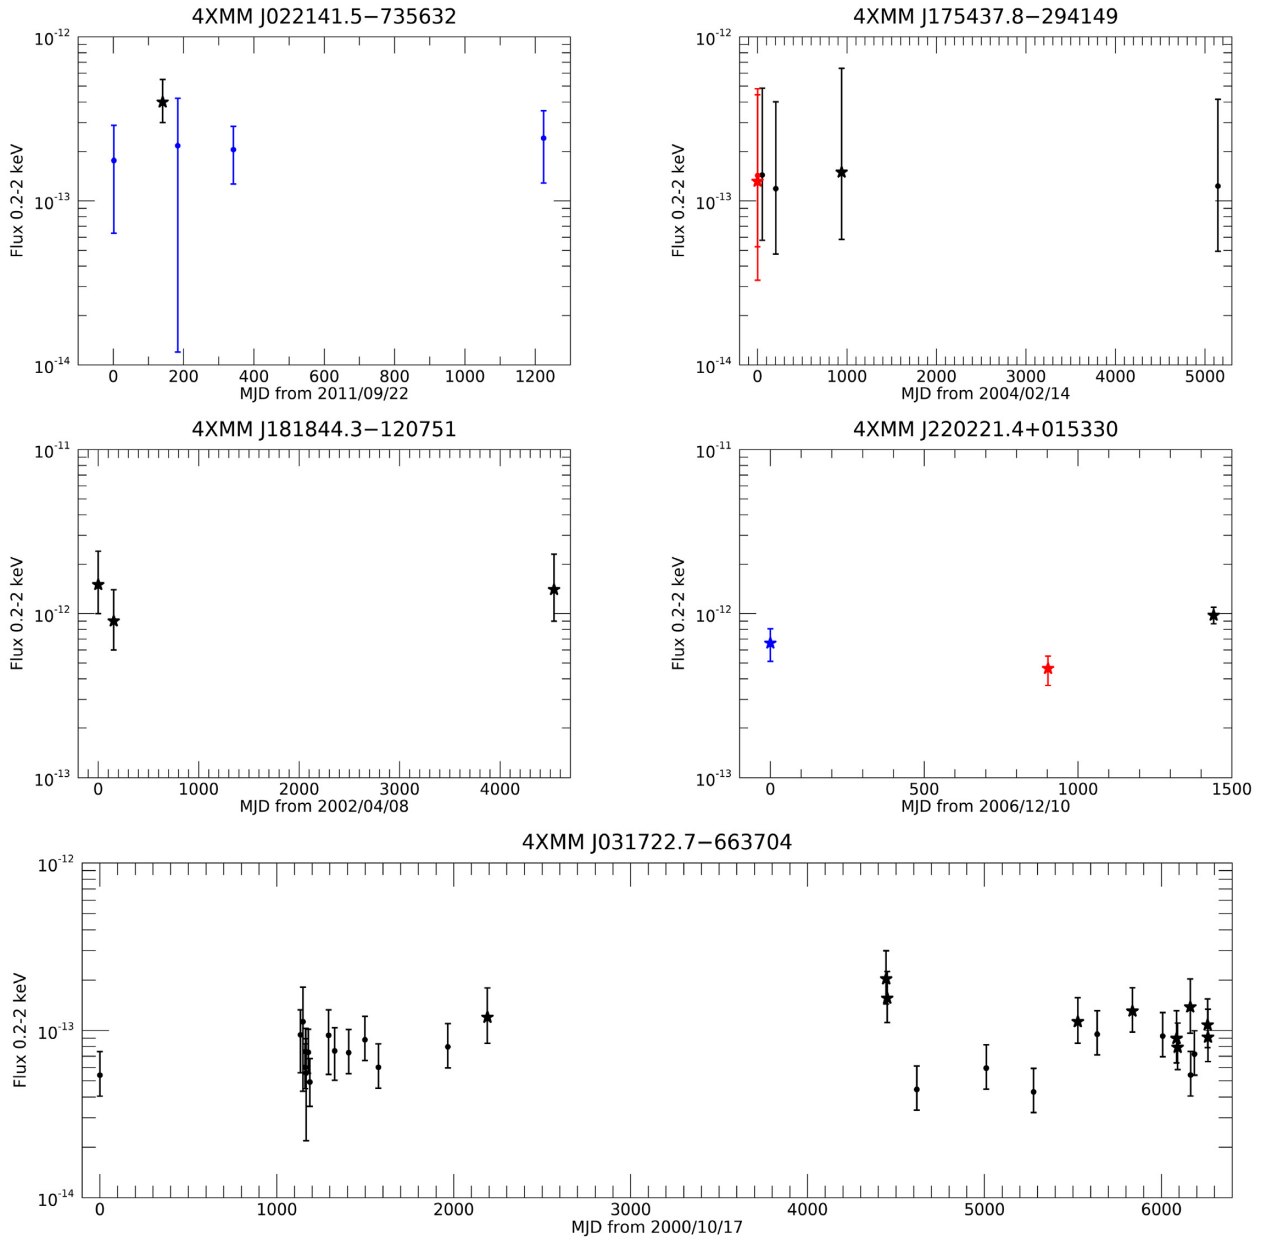 4XMM J022141.5−735632
10⁻¹²
10⁻¹³
10⁻¹⁴
Flux 0.2-2 keV
0 200 400 600 800 1000 1200
MJD from 2011/09/22
4XMM J175437.8−294149
10⁻¹²
10⁻¹³
10⁻¹⁴
Flux 0.2-2 keV
0 1000 2000 3000 4000 5000
MJD from 2004/02/14
4XMM J181844.3−120751
10⁻¹¹
10⁻¹²
10⁻¹³
Flux 0.2-2 keV
0 1000 2000 3000 4000
MJD from 2002/04/08
4XMM J220221.4+015330
10⁻¹¹
10⁻¹²
10⁻¹³
Flux 0.2-2 keV
0 500 1000 1500
MJD from 2006/12/10
4XMM J031722.7−663704
10⁻¹²
10⁻¹³
10⁻¹⁴
Flux 0.2-2 keV
0 1000 2000 3000 4000 5000 6000
MJD from 2000/10/17